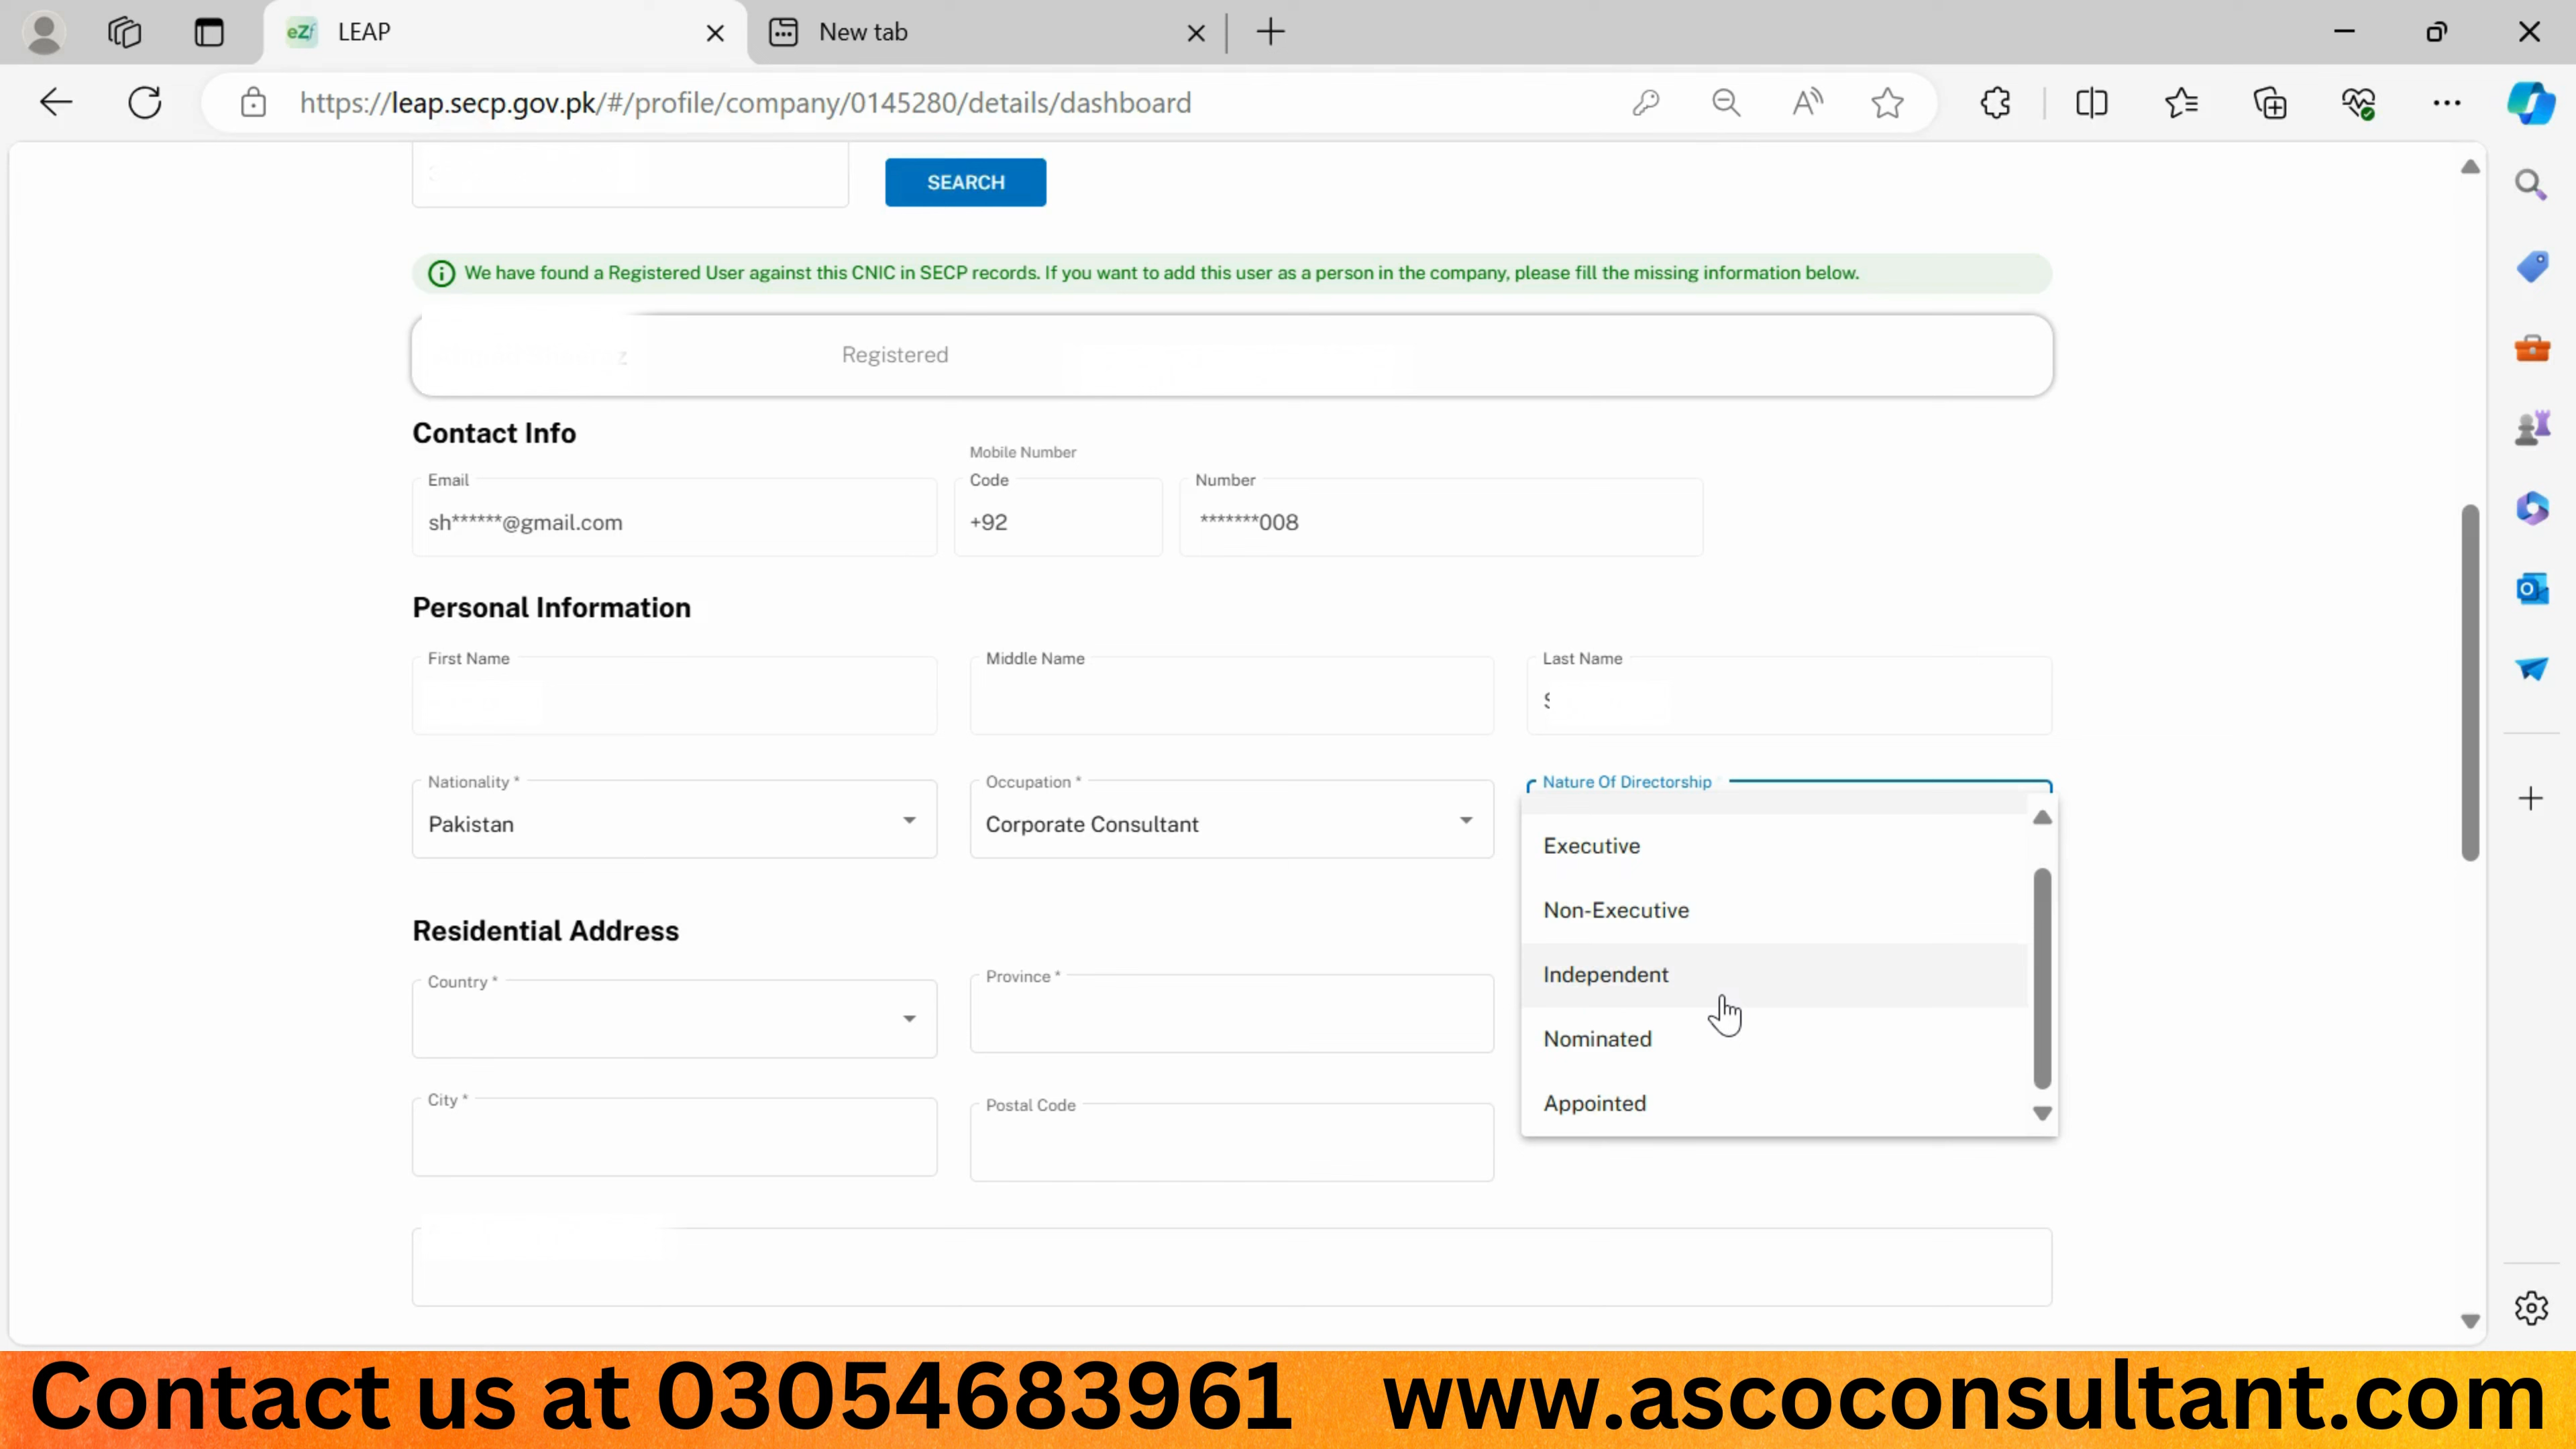 LEAP
New tab
https://leap.secp.gov.pk/#/profile/company/0145280/details/dashboard
SEARCH
We have found a Registered User against this CNIC in SECP records. If you want to add this user as a person in the company, please fill the missing information below.
Registered
Contact Info
Mobile Number
Email
Code
Number
sh******@gmail.com
+92
*******008
Personal Information
First Name
Middle Name
Last Name
Nationality *
Occupation *
Nature Of Directorship
Pakistan
Corporate Consultant
Executive
Non-Executive
Independent
Nominated
Appointed
Residential Address
Country *
Province *
City *
Postal Code
Contact us at 03054683961 www.ascoconsultant.com